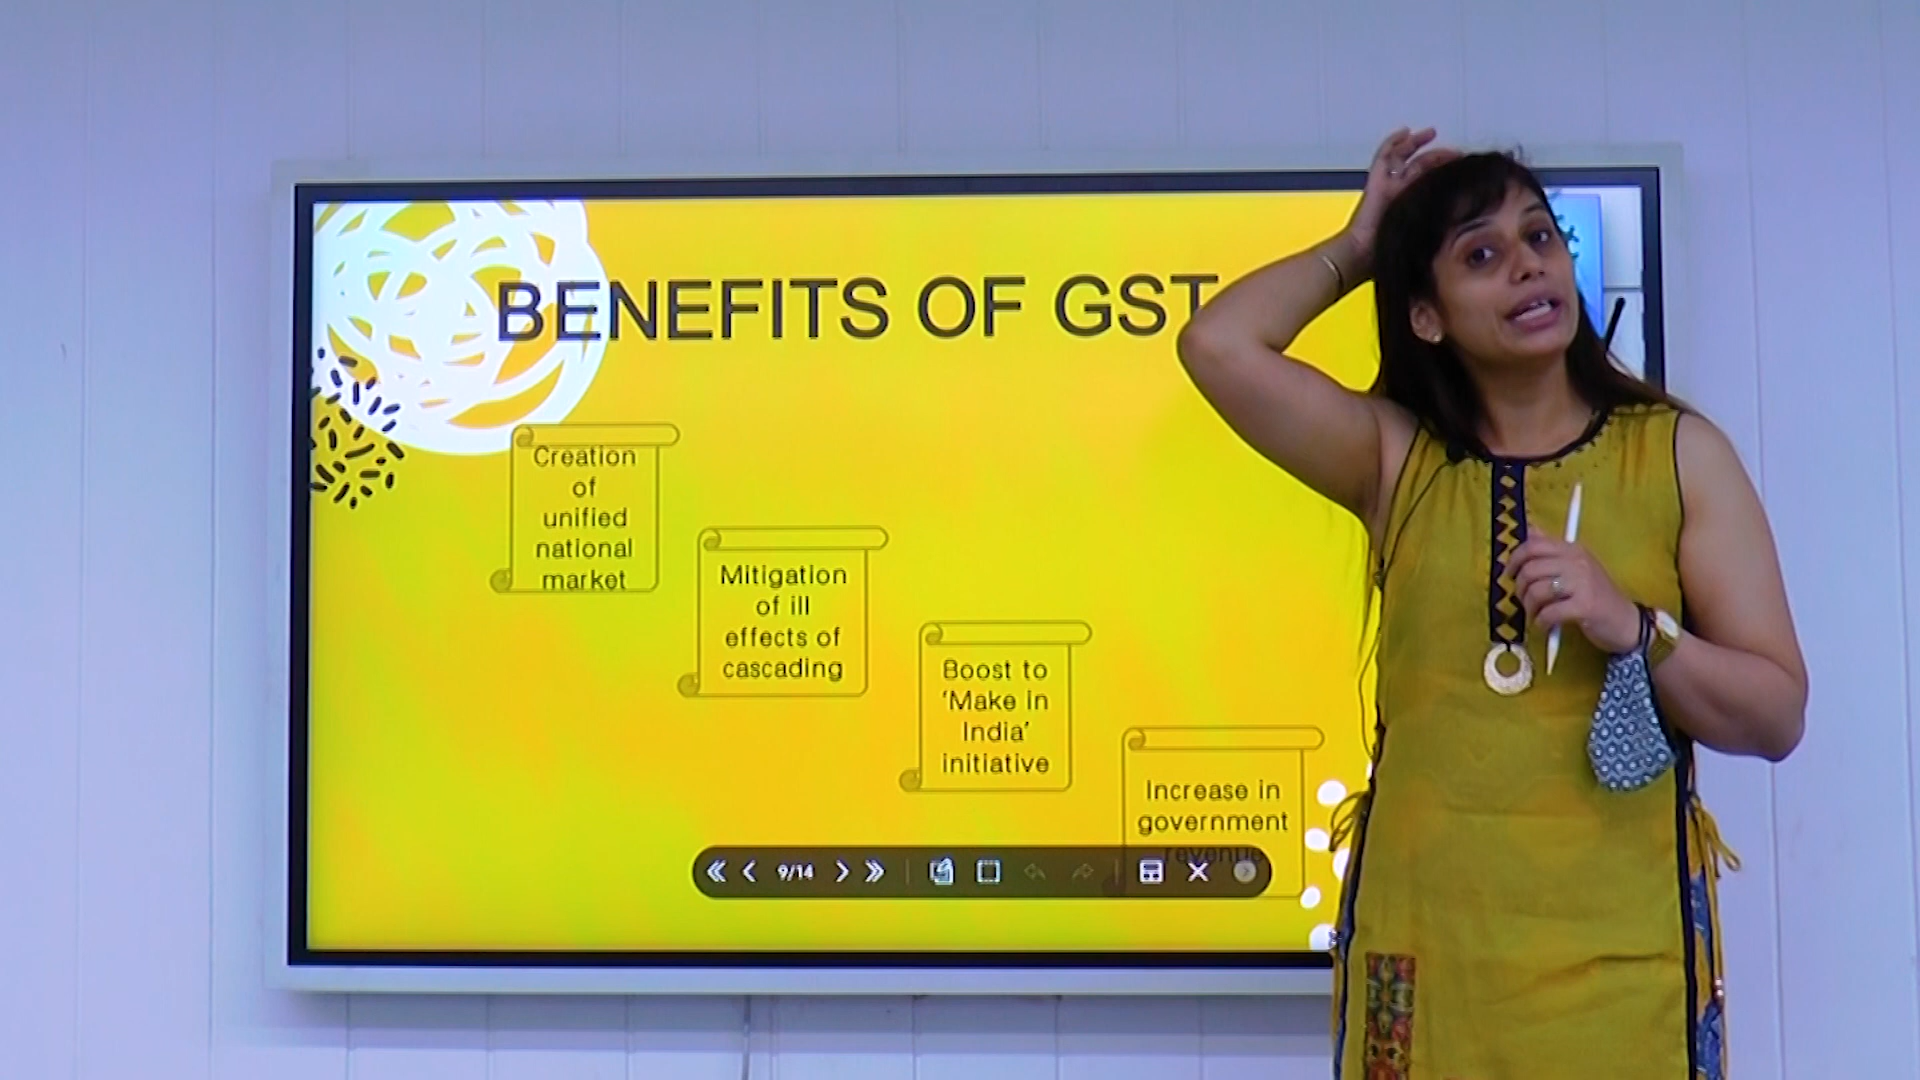 BENEFITS OF GST
Creation
of
unified
national
market
Mitigation
of ill
effects of
cascading
Boost to
‘Make in
India’
initiative
Increase in
government
revenue
9/14